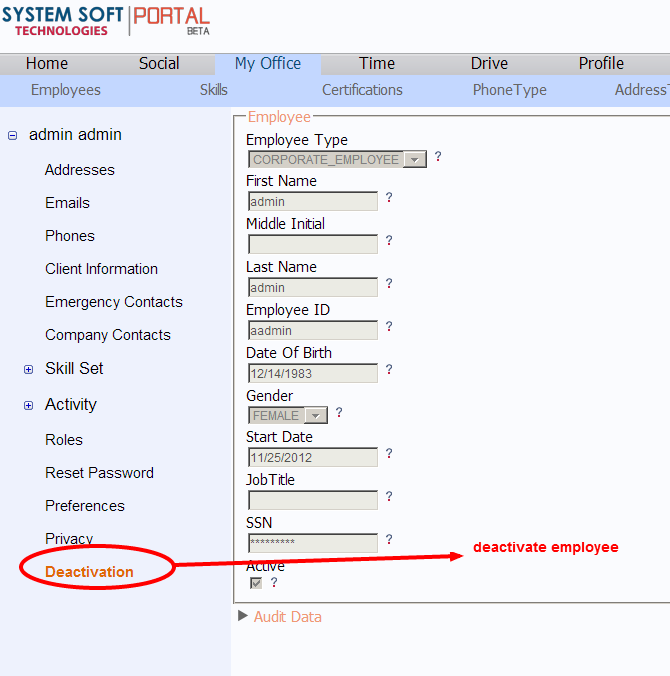 SYSTEM SOFT
TECHNOLOGIES
PORTAL
BETA
Home Social My Office Time Drive Profile
Employees Skills Certifications PhoneType AddressT
admin admin
Addresses
Emails
Phones
Client Information
Emergency Contacts
Company Contacts
Skill Set
Activity
Roles
Reset Password
Preferences
Privacy
Deactivation
Employee
Employee Type
CORPORATE_EMPLOYEE ?
First Name
admin ?
Middle Initial
?
Last Name
admin ?
Employee ID
aadmin ?
Date Of Birth
12/14/1983 ?
Gender
FEMALE ?
Start Date
11/25/2012 ?
JobTitle
?
SSN
********* ?
Active
?
Audit Data
deactivate employee